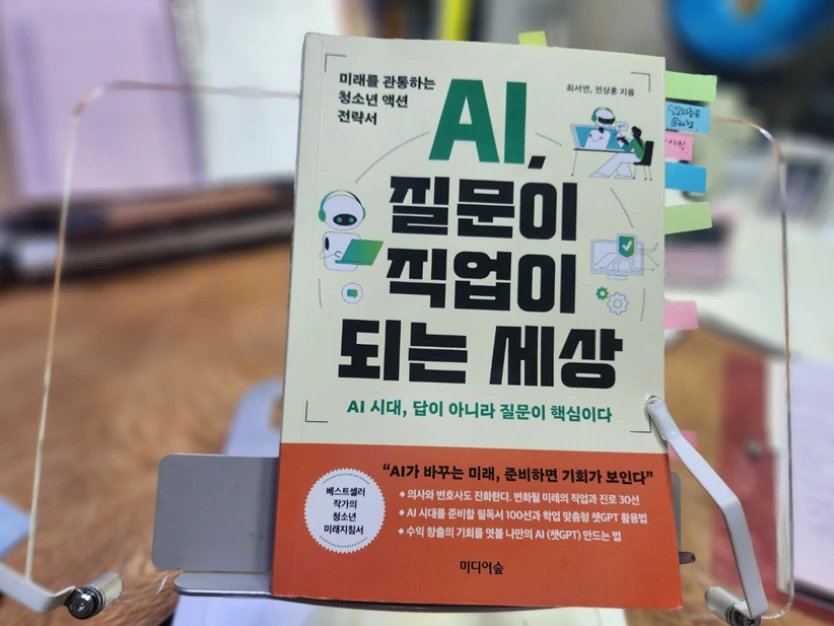 미래를 관통하는
청소년 액션
전략서
최서연, 전상훈 지음
AI,
질문이
직업이
되는 세상
AI 시대, 답이 아니라 질문이 핵심이다
“AI가 바꾸는 미래, 준비하면 기회가 보인다”
베스트셀러
작가의
청소년
미래지침서
◆ 의사와 변호사도 진화한다. 변화될 미래의 직업과 진로 30선
◆ AI 시대를 준비할 필독서 100선과 학업 맞춤형 챗GPT 활용법
◆ 수익 창출의 기회를 엿볼 나만의 AI (챗GPT) 만드는 법
미디어숲